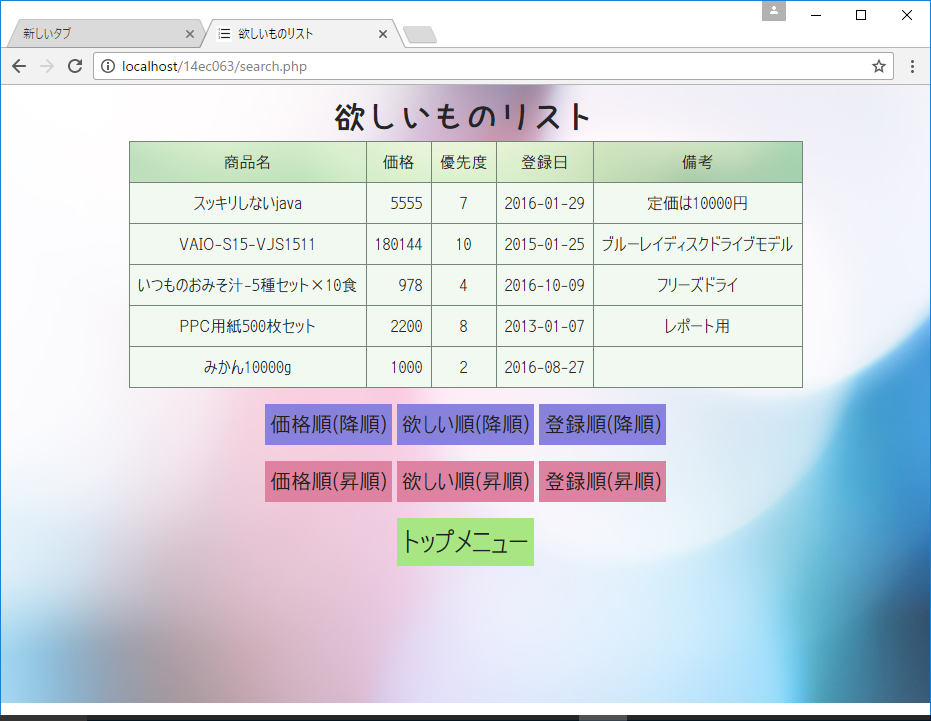 新しいタブ
欲しいものリスト
localhost/14ec063/search.php
欲しいものリスト
商品名 価格 優先度 登録日 備考
スッキリしないjava 5555 7 2016-01-29 定価は10000円
VAIO-S15-VJS1511 180144 10 2015-01-25 ブルーレイディスクドライブモデル
いつものおみそ汁-5種セット×10食 978 4 2016-10-09 フリーズドライ
PPC用紙500枚セット 2200 8 2013-01-07 レポート用
みかん10000g 1000 2 2016-08-27
価格順(降順) 欲しい順(降順) 登録順(降順)
価格順(昇順) 欲しい順(昇順) 登録順(昇順)
トップメニュー